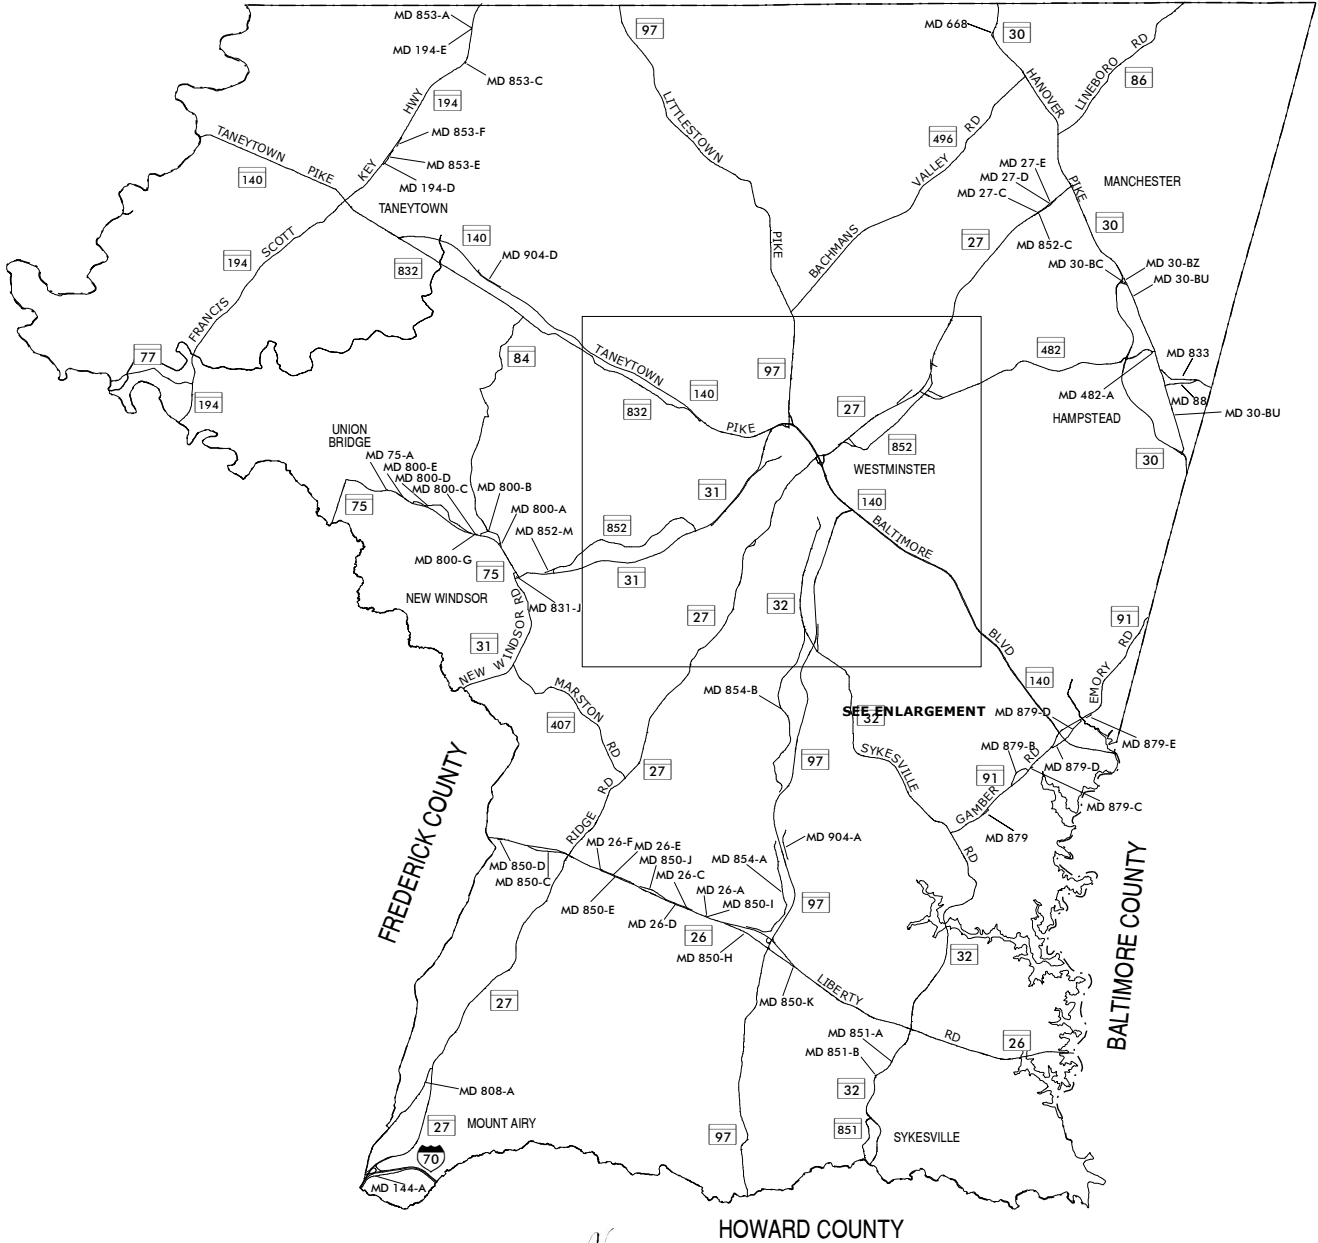 MD 853-A
MD 194-E
97
MD 668
30
LINEBORO RD
86
MD 853-C
HWY
194
HANOVER
LITTLESTOWN
MD 853-F
TANEYTOWN
PIKE
140
KEY
MD 853-E
MD 194-D
TANEYTOWN
496
VALLEY
RD
MD 27-E
MD 27-D
MD 27-C
PIKE
MANCHESTER
30
SCOTT
194
140
832
MD 904-D
PIKE
BACHMANS
27
MD 852-C
MD 30-BC
MD 30-BZ
MD 30-BU
FRANCIS
77
194
84
TANEYTOWN
97
140
832
PIKE
27
482
MD 833
MD 482-A
MD 88
MD 30-BU
HAMPSTEAD
30
852
WESTMINSTER
UNION
BRIDGE
MD 75-A
MD 800-E
MD 800-D
MD 800-C
MD 800-B
MD 800-A
75
31
140
BALTIMORE
852
MD 852-M
MD 800-G
75
31
NEW WINDSOR
MD 831-J
32
27
31
NEW WINDSOR RD
BLVD
91
EMORY RD
140
MARSTON
RD
407
MD 854-B
SEE ENLARGEMENT
32
MD 879-D
MD 879-E
SYKESVILLE
MD 879-B
RD
MD 879-D
91
GAMBER
MD 879-C
MD 879
97
27
RIDGE
RD
FREDERICK COUNTY
MD 904-A
MD 26-F
MD 26-E
MD 850-J
MD 26-C
MD 854-A
RD
MD 850-D
MD 850-C
MD 26-A
MD 850-I
MD 850-E
MD 26-D
97
26
MD 850-H
BALTIMORE COUNTY
32
27
MD 850-K
LIBERTY
RD
MD 851-A
26
MD 851-B
32
MD 808-A
27
MOUNT AIRY
97
851
SYKESVILLE
70
MD 144-A
HOWARD COUNTY
N